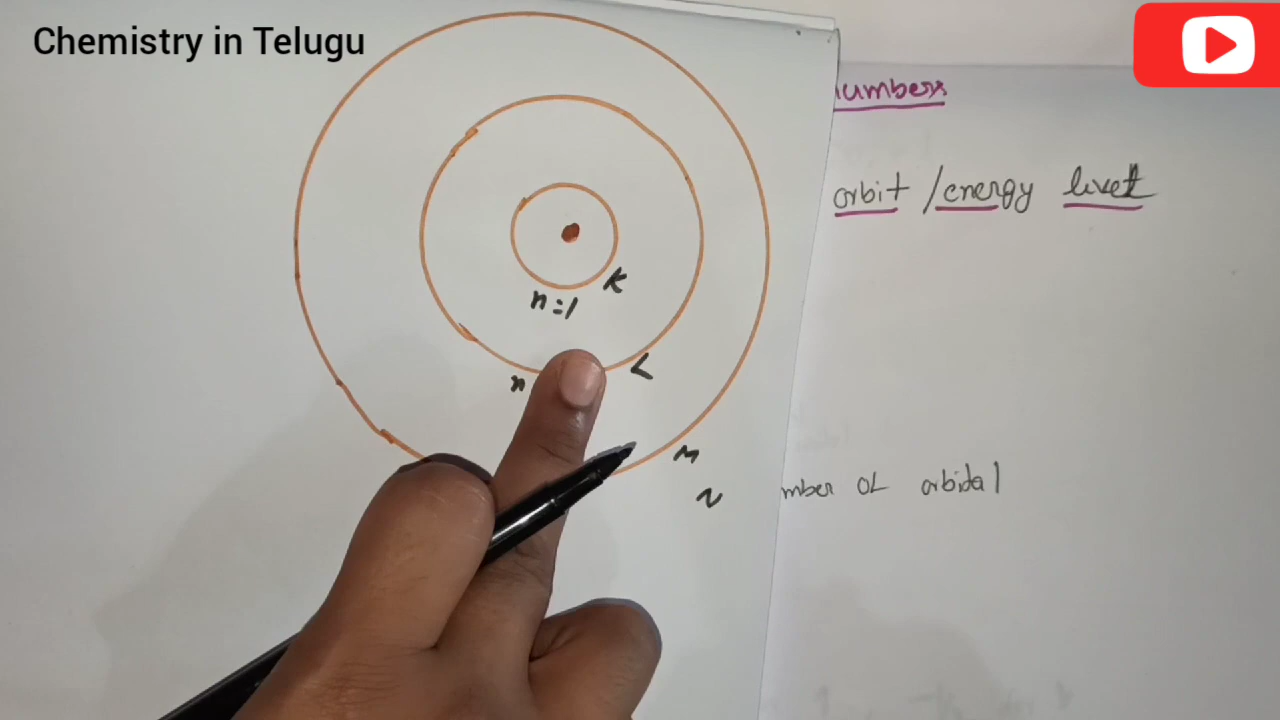 Chemistry in Telugu
umbers
orbit / energy level
n=1
K
n
L
M
N
mber of orbital